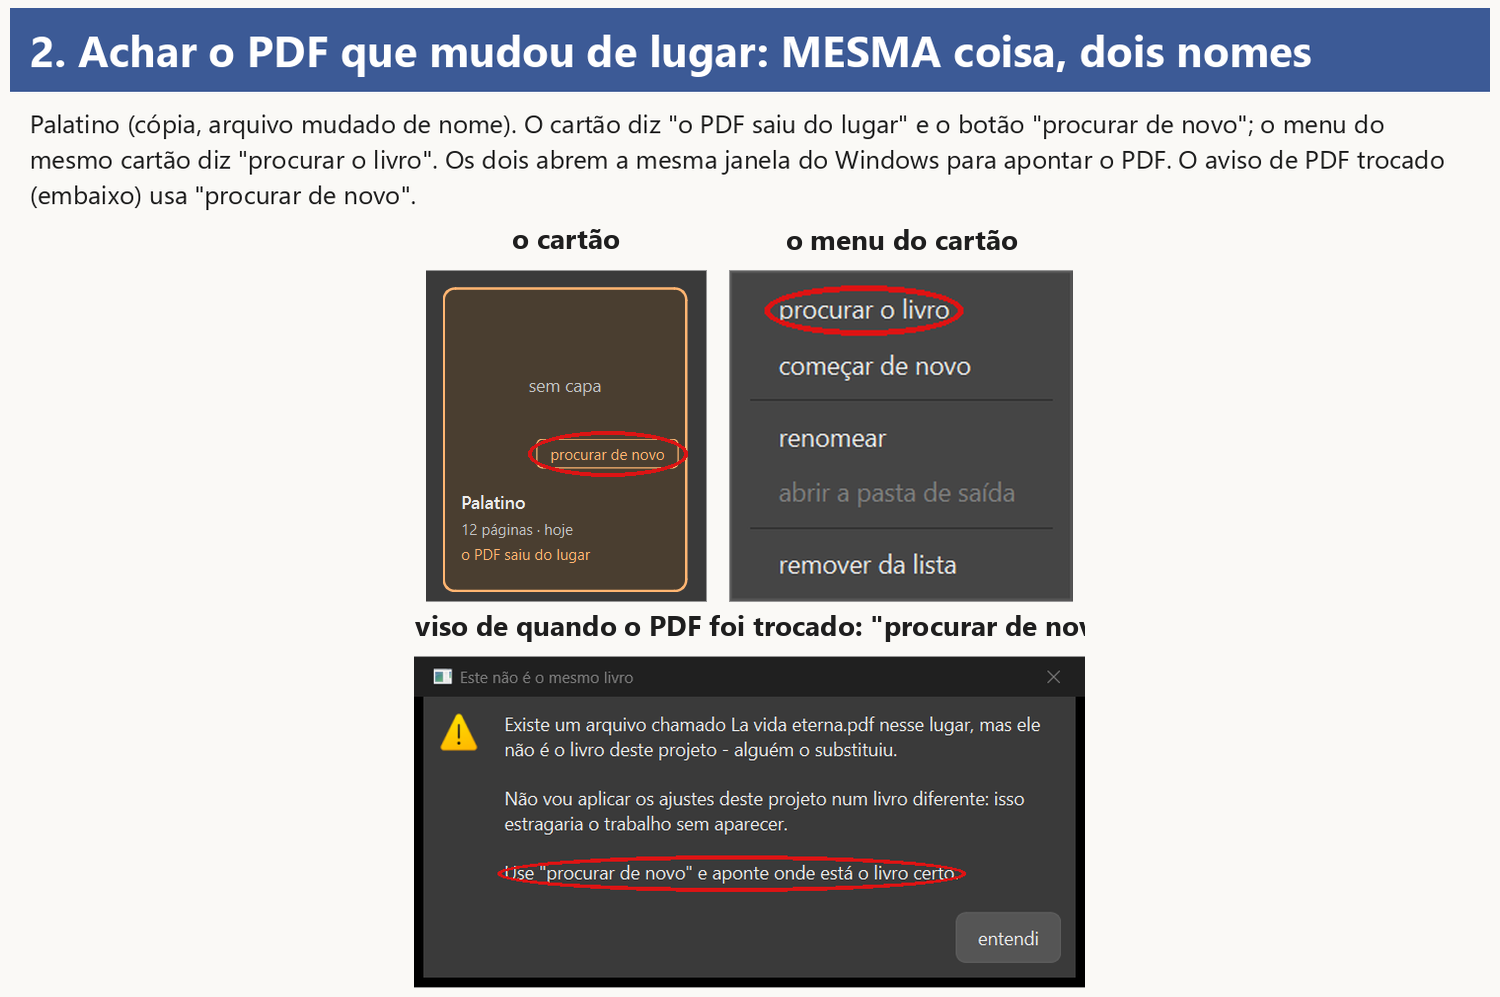 2. Achar o PDF que mudou de lugar: MESMA coisa, dois nomes
Palatino (cópia, arquivo mudado de nome). O cartão diz "o PDF saiu do lugar" e o botão "procurar de novo"; o menu do
mesmo cartão diz "procurar o livro". Os dois abrem a mesma janela do Windows para apontar o PDF. O aviso de PDF trocado
(embaixo) usa "procurar de novo".
o cartão
sem capa
procurar de novo
Palatino
12 páginas · hoje
o PDF saiu do lugar
o menu do cartão
procurar o livro
começar de novo
renomear
abrir a pasta de saída
remover da lista
viso de quando o PDF foi trocado: "procurar de nov
Este não é o mesmo livro
Existe um arquivo chamado La vida eterna.pdf nesse lugar, mas ele
não é o livro deste projeto - alguém o substituiu.
Não vou aplicar os ajustes deste projeto num livro diferente: isso
estragaria o trabalho sem aparecer.
Use "procurar de novo" e aponte onde está o livro certo.
entendi